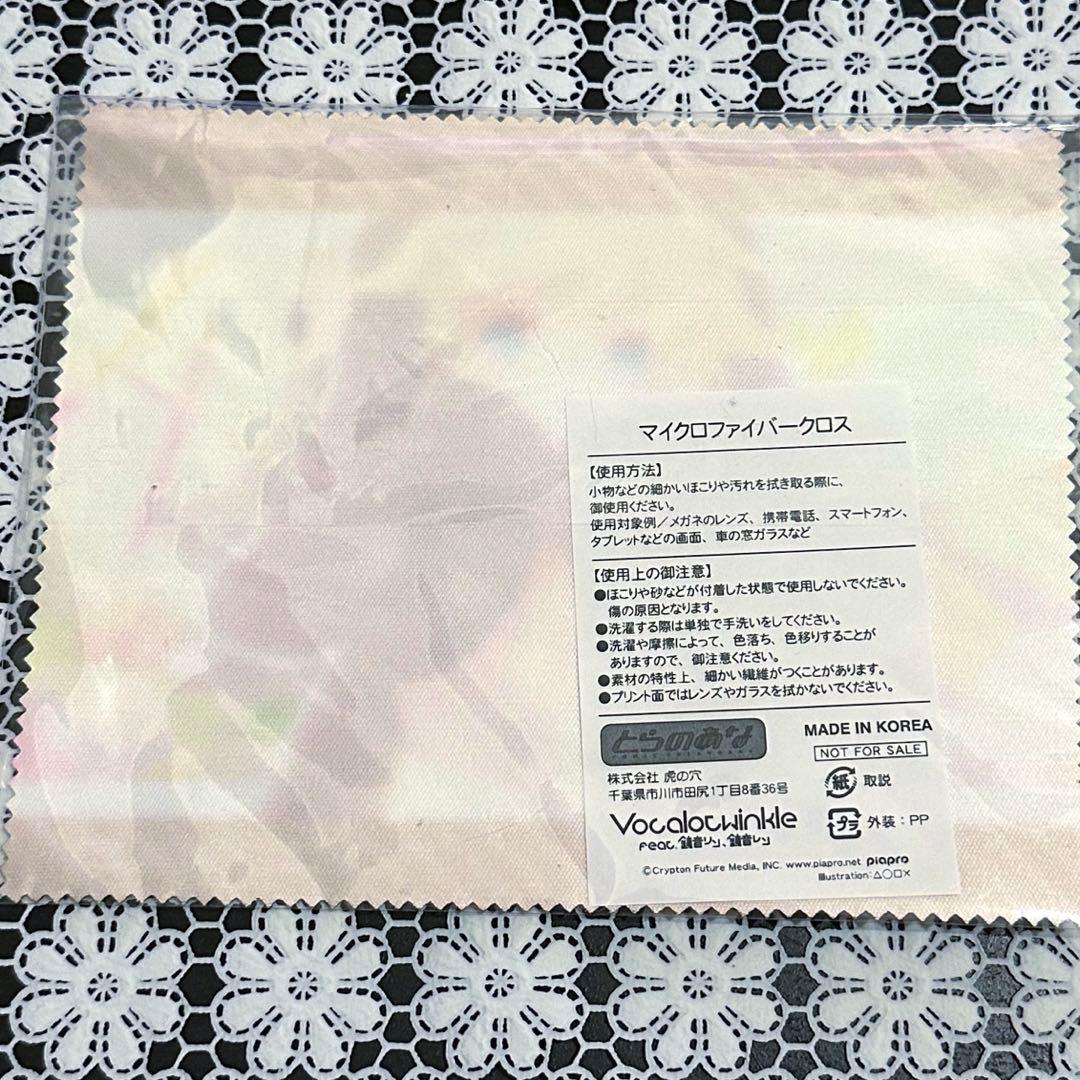 マイクロファイバークロス
【使用方法】
小物などの細かいほこりや汚れを拭き取る際に、
御使用ください。
使用対象例／メガネのレンズ、携帯電話、スマートフォン、
タブレットなどの画面、車の窓ガラスなど
【使用上の御注意】
●ほこりや砂などが付着した状態で使用しないでください。
傷の原因となります。
●洗濯する際は単独で手洗いをしてください。
●洗濯や摩擦によって、色落ち、色移りすることが
ありますので、御注意ください。
●素材の特性上、細かい繊維がつくことがあります。
●プリント面ではレンズやガラスを拭かないでください。
とらのあな
MADE IN KOREA
NOT FOR SALE
株式会社 虎の穴
千葉県市川市田尻1丁目8番36号
紙 取説
Vocalotwinkle
feat.鏡音リン、鏡音レン
プラ 外装：PP
©Crypton Future Media, INC. www.piapro.net piapro
Illustration:△○□×